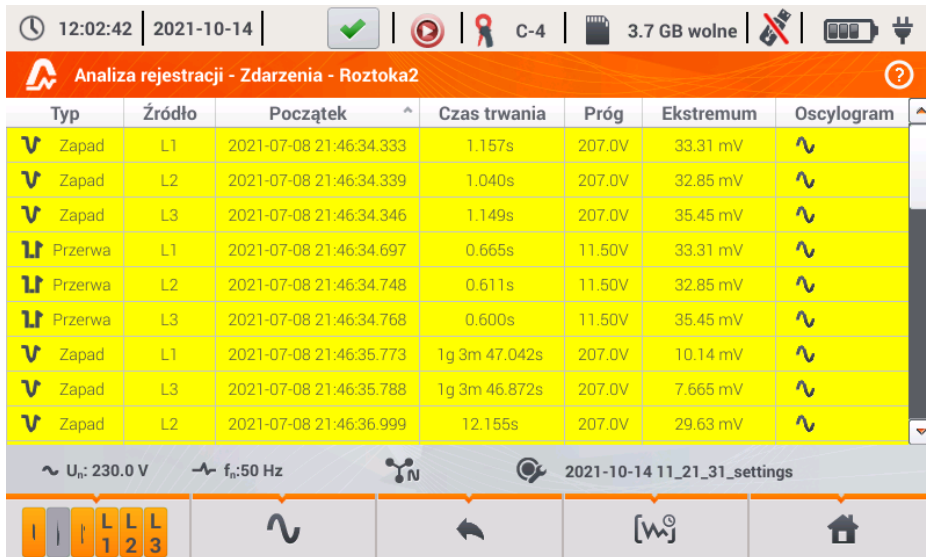 12:02:42 2021-10-14 C-4 3.7 GB wolne
Analiza rejestracji - Zdarzenia - Roztoka2 ?
Typ Źródło Początek Czas trwania Próg Ekstremum Oscylogram
Zapad L1 2021-07-08 21:46:34.333 1.157s 207.0V 33.31 mV
Zapad L2 2021-07-08 21:46:34.339 1.040s 207.0V 32.85 mV
Zapad L3 2021-07-08 21:46:34.346 1.149s 207.0V 35.45 mV
Przerwa L1 2021-07-08 21:46:34.697 0.665s 11.50V 33.31 mV
Przerwa L2 2021-07-08 21:46:34.748 0.611s 11.50V 32.85 mV
Przerwa L3 2021-07-08 21:46:34.768 0.600s 11.50V 35.45 mV
Zapad L1 2021-07-08 21:46:35.773 1g 3m 47.042s 207.0V 10.14 mV
Zapad L3 2021-07-08 21:46:35.788 1g 3m 46.872s 207.0V 7.665 mV
Zapad L2 2021-07-08 21:46:36.999 12.155s 207.0V 29.63 mV
Un: 230.0 V fn:50 Hz N 2021-10-14 11_21_31_settings
L L L
1 2 3